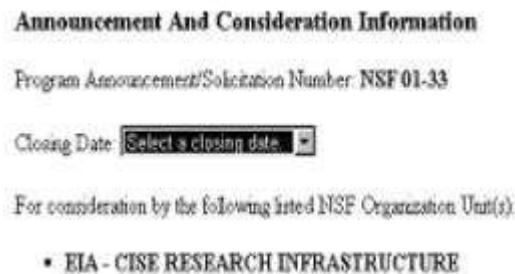 Announcement And Consideration Information
Program Announcement/Solicitation Number: NSF 01-33
Closing Date: Select a closing date.
For consideration by the following listed NSF Organization Unit(s):
• EIA - CISE RESEARCH INFRASTRUCTURE